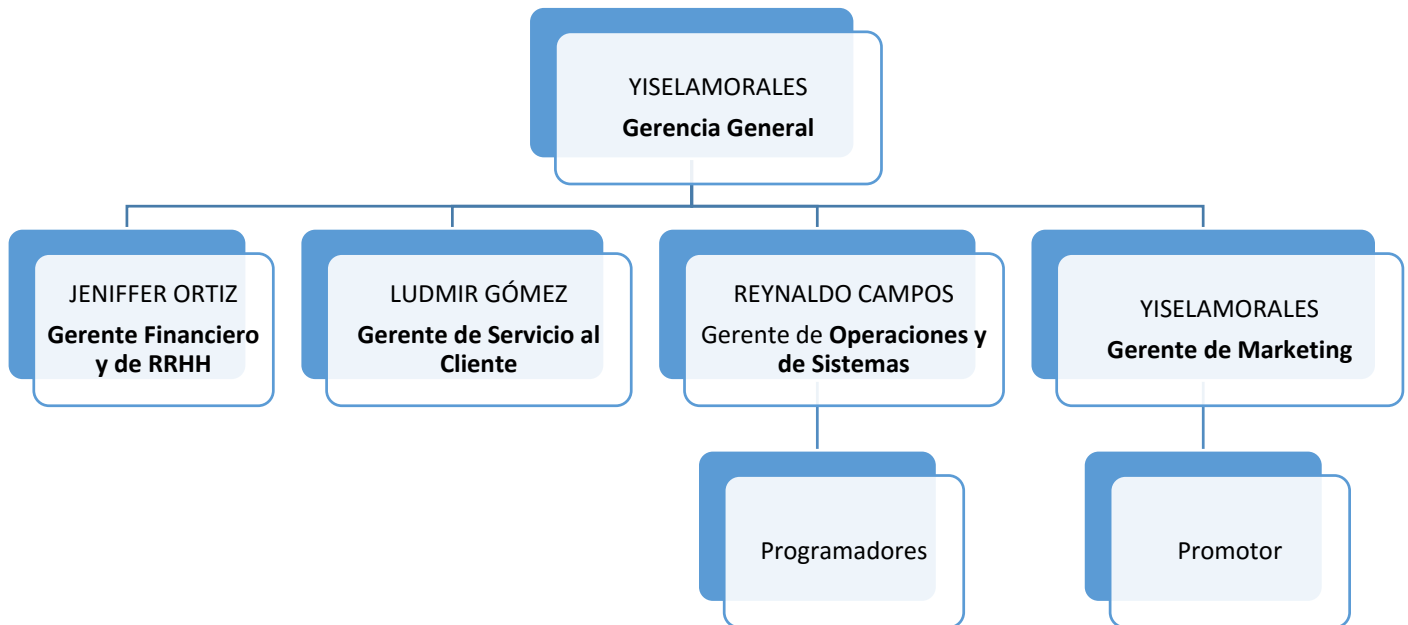 YISELAMORALES
Gerencia General
JENIFFER ORTIZ
Gerente Financiero
y de RRHH
LUDMIR GÓMEZ
Gerente de Servicio al
Cliente
REYNALDO CAMPOS
Gerente de Operaciones y
de Sistemas
YISELAMORALES
Gerente de Marketing
Programadores
Promotor